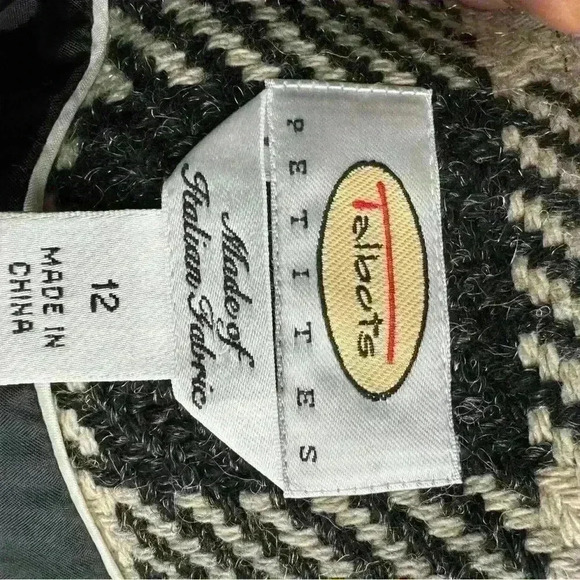 Talbots
PETITES
Made of
Italian Fabric
12
MADE IN
CHINA